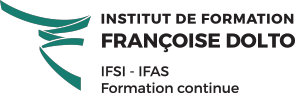 INSTITUT DE FORMATION
FRANÇOISE DOLTO
IFSI - IFAS
Formation continue